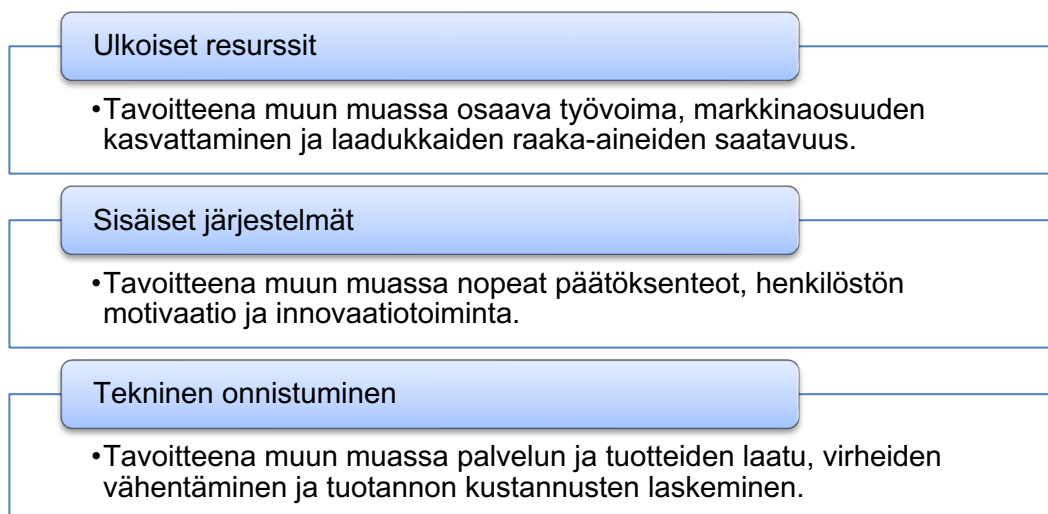 Ulkoiset resurssit
•Tavoitteena muun muassa osaava työvoima, markkinaosuuden
kasvattaminen ja laadukkaiden raaka-aineiden saatavuus.
Sisäiset järjestelmät
•Tavoitteena muun muassa nopeat päätöksenteot, henkilöstön
motivaatio ja innovaatiotoiminta.
Tekninen onnistuminen
•Tavoitteena muun muassa palvelun ja tuotteiden laatu, virheiden
vähentäminen ja tuotannon kustannusten laskeminen.